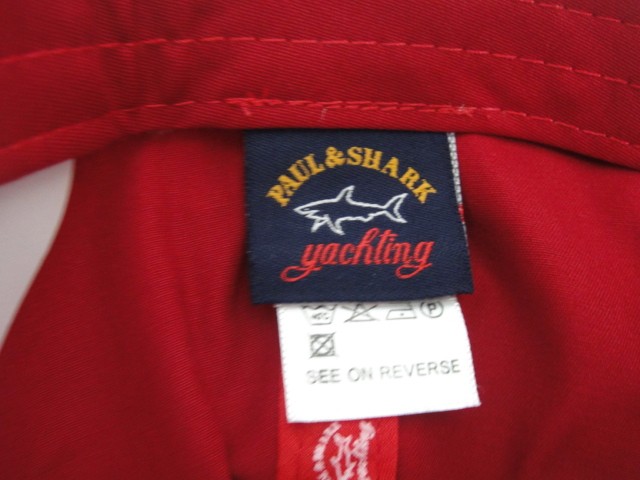 PAUL & SHARK
yachting
P
SEE ON REVERSE